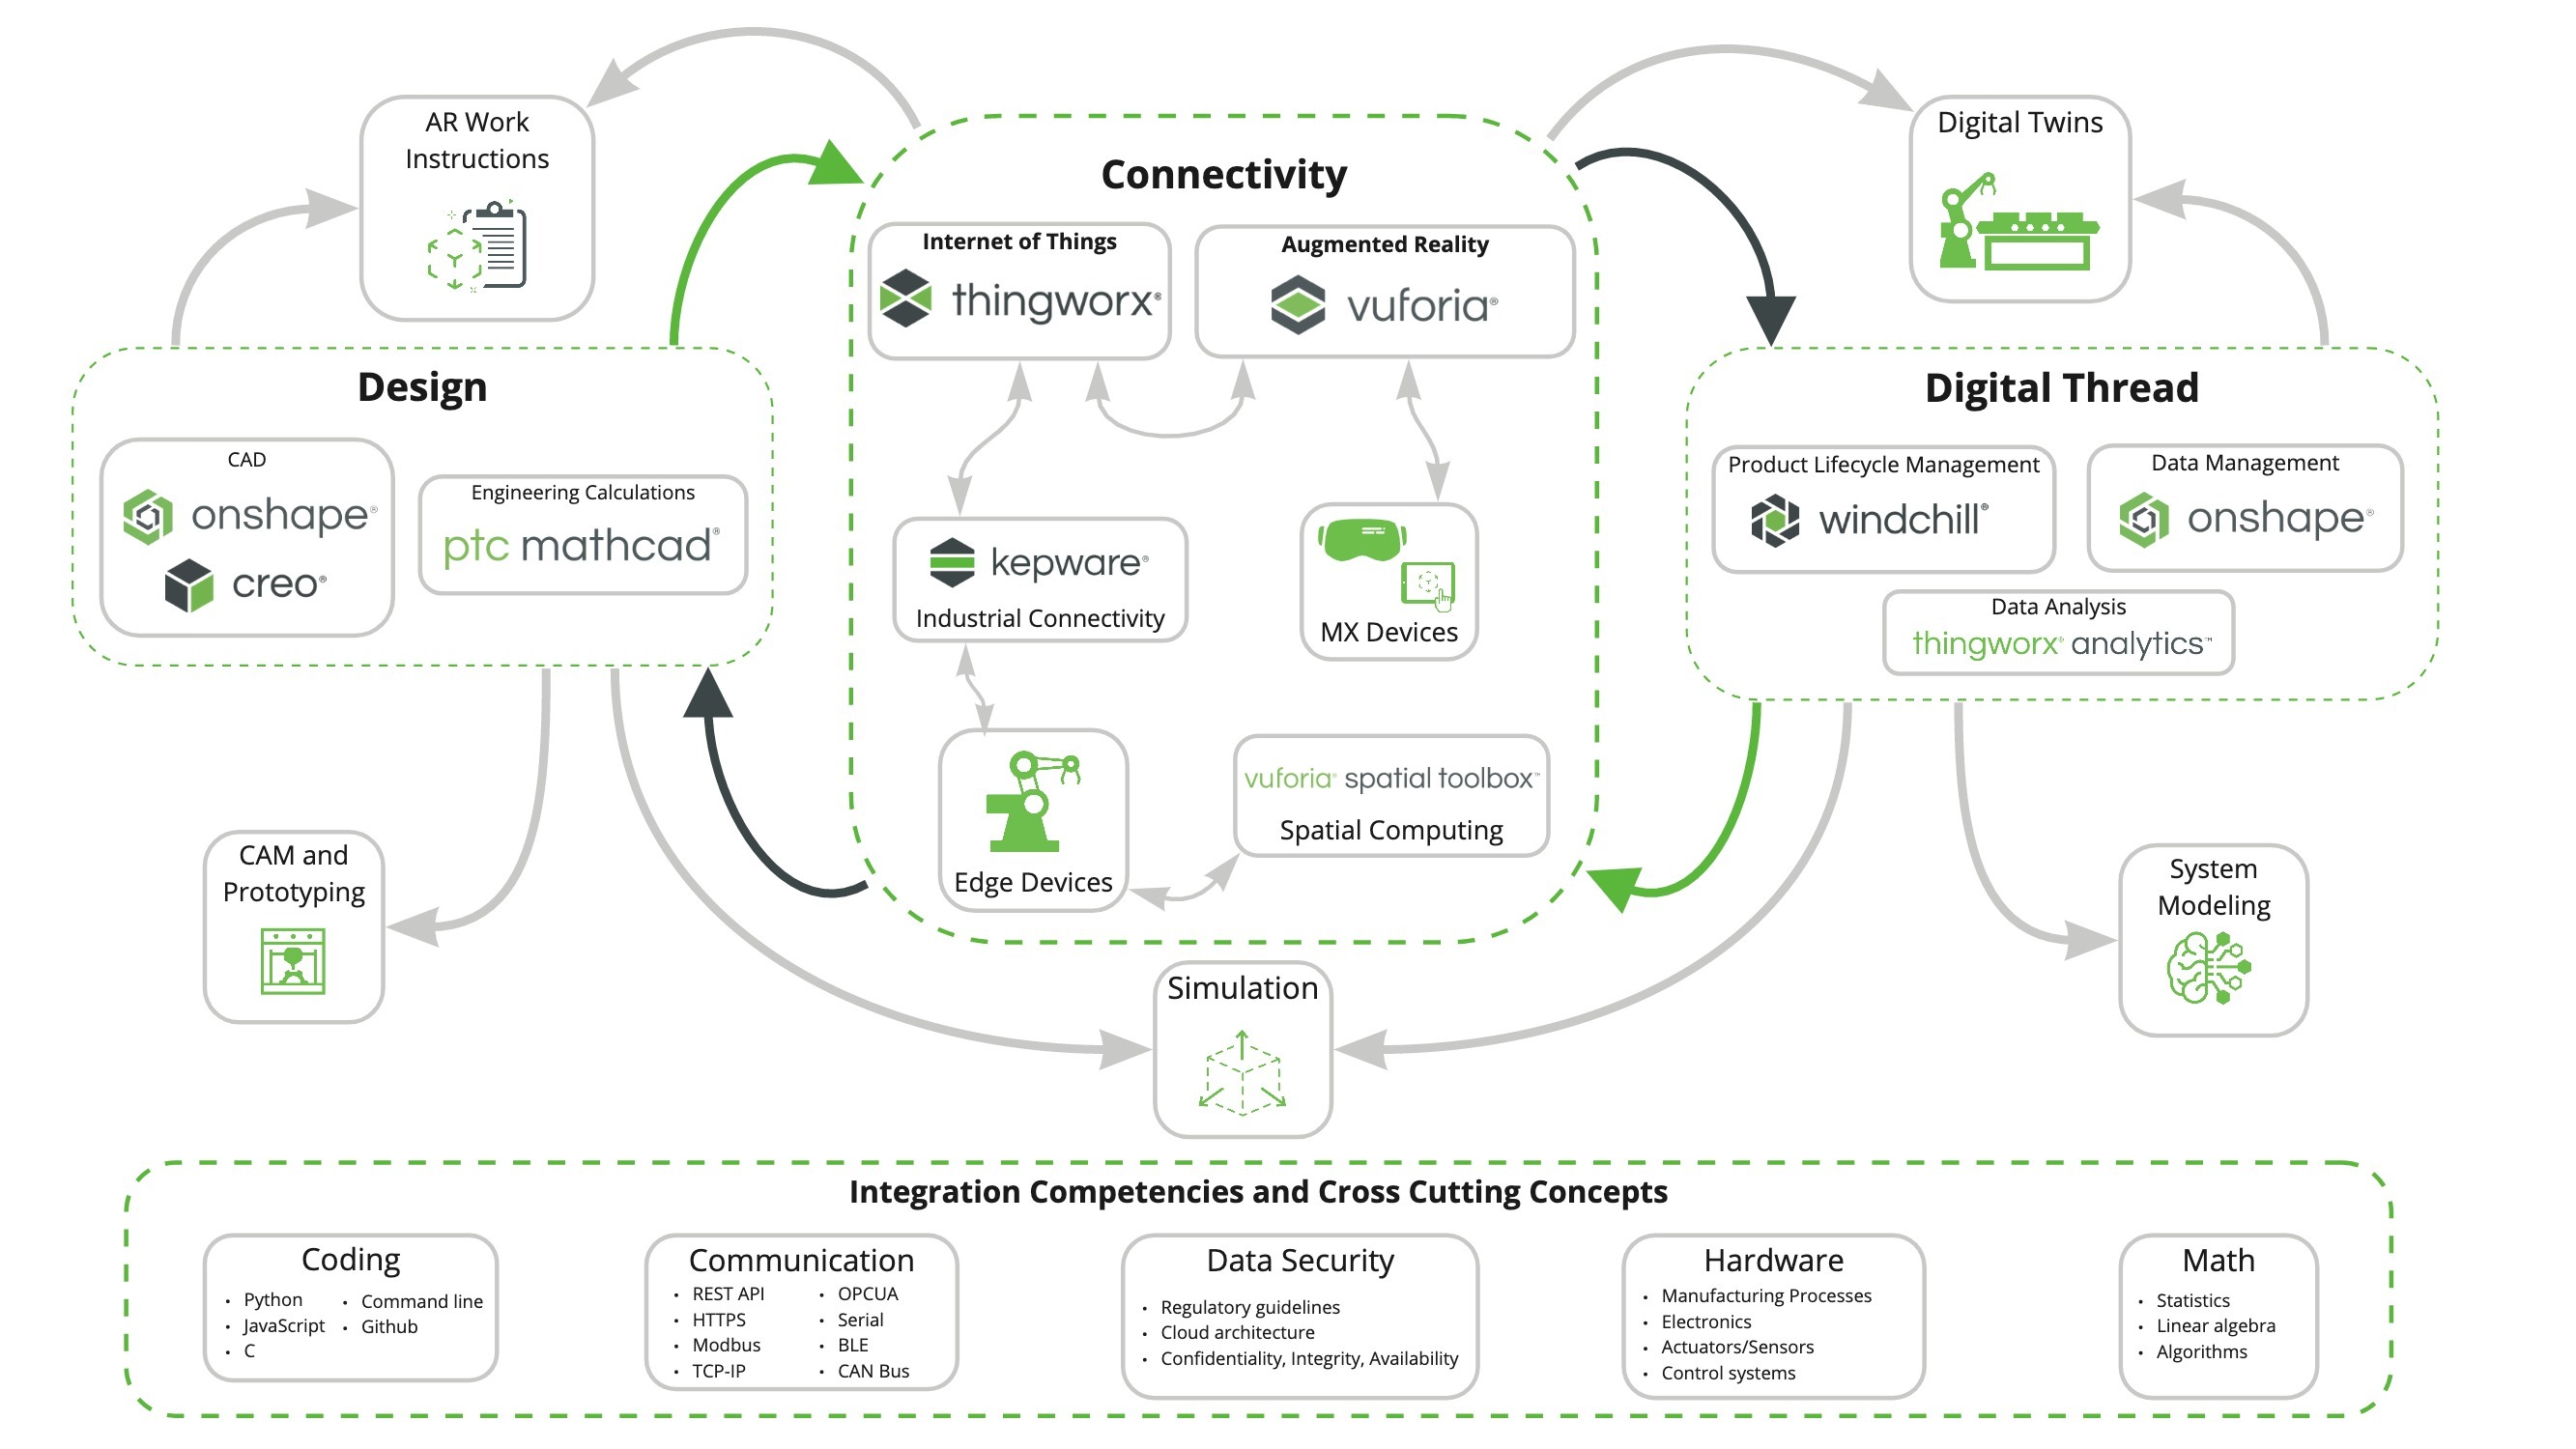 AR Work
Instructions
Digital Twins
Connectivity
Internet of Things
thingworx®
Augmented Reality
vuforia®
Design
CAD
onshape®
creo®
Engineering Calculations
ptc mathcad®
kepware®
Industrial Connectivity
MX Devices
Digital Thread
Product Lifecycle Management
windchill®
Data Management
onshape®
Data Analysis
thingworx® analytics™
Edge Devices
vuforia® spatial toolbox™
Spatial Computing
CAM and
Prototyping
System
Modeling
Simulation
Integration Competencies and Cross Cutting Concepts
Coding
• Python
• JavaScript
• C
• Command line
• Github
Communication
• REST API
• HTTPS
• Modbus
• TCP-IP
• OPCUA
• Serial
• BLE
• CAN Bus
Data Security
• Regulatory guidelines
• Cloud architecture
• Confidentiality, Integrity, Availability
Hardware
• Manufacturing Processes
• Electronics
• Actuators/Sensors
• Control systems
Math
• Statistics
• Linear algebra
• Algorithms